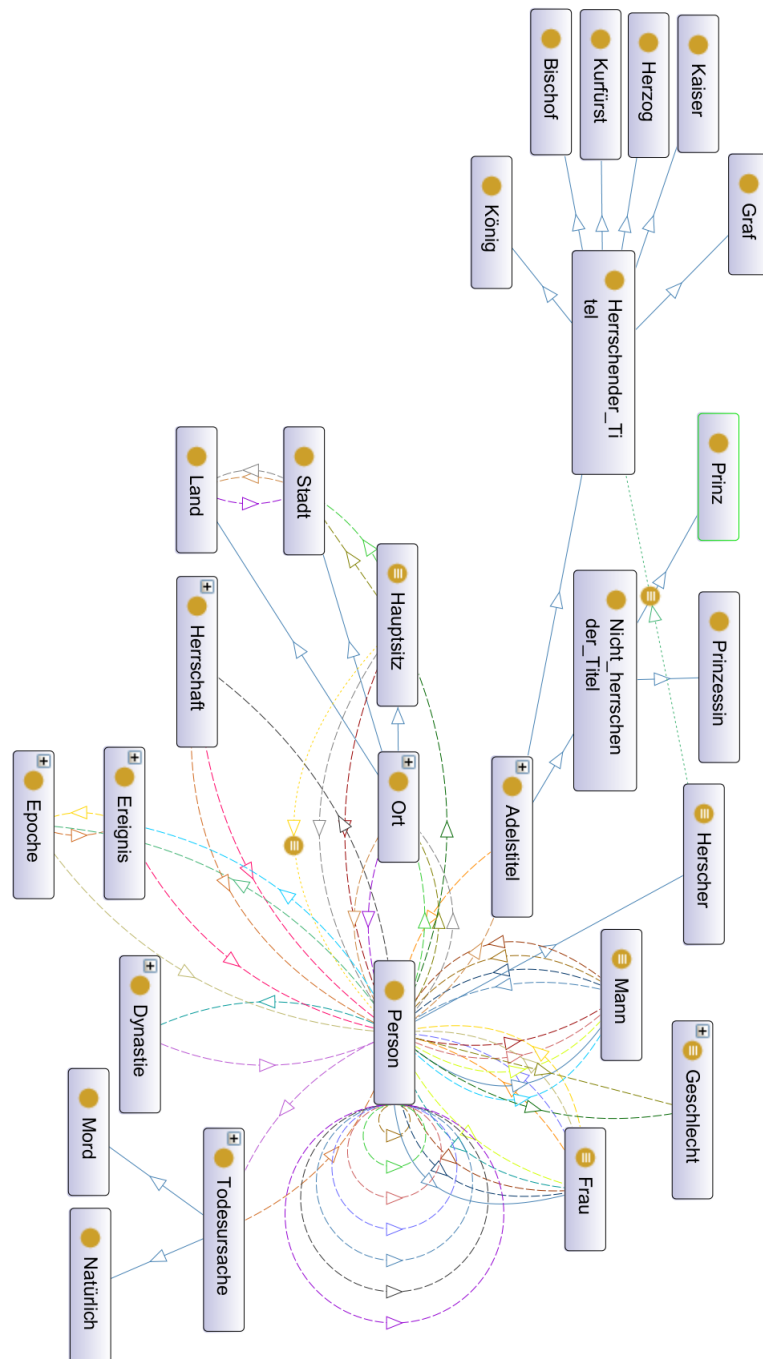 Kaiser
Herzog
Kurfürst
Bischof
Graf
König
Herrschender_Ti
tel
Prinz
Prinzessin
Nicht_herrschen
der_Titel
Herscher
Adelstitel
Land
Stadt
Hauptsitz
Herrschaft
Ort
Epoche
Ereignis
Mann
Geschlecht
Person
Dynastie
Mord
Todesursache
Natürlich
Frau